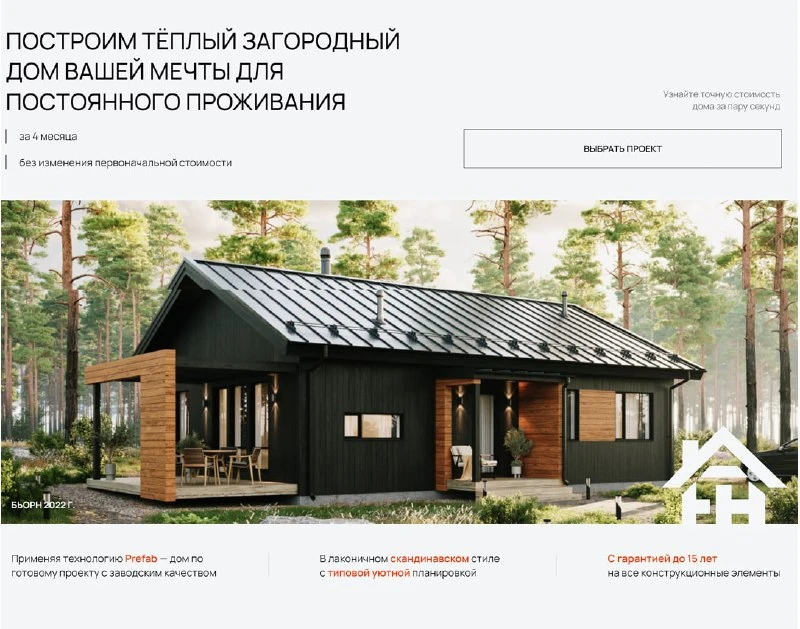 ПОСТРОИМ ТЁПЛЫЙ ЗАГОРОДНЫЙ
ДОМ ВАШЕЙ МЕЧТЫ ДЛЯ
ПОСТОЯННОГО ПРОЖИВАНИЯ
за 4 месяца
без изменения первоначальной стоимости
Узнайте точную стоимость
дома за пару секунд
ВЫБРАТЬ ПРОЕКТ
БЬОРН 2022 Г.
Применяя технологию Prefab — дом по
готовому проекту с заводским качеством
В лаконичном скандинавском стиле
с типовой уютной планировкой
С гарантией до 15 лет
на все конструкционные элементы